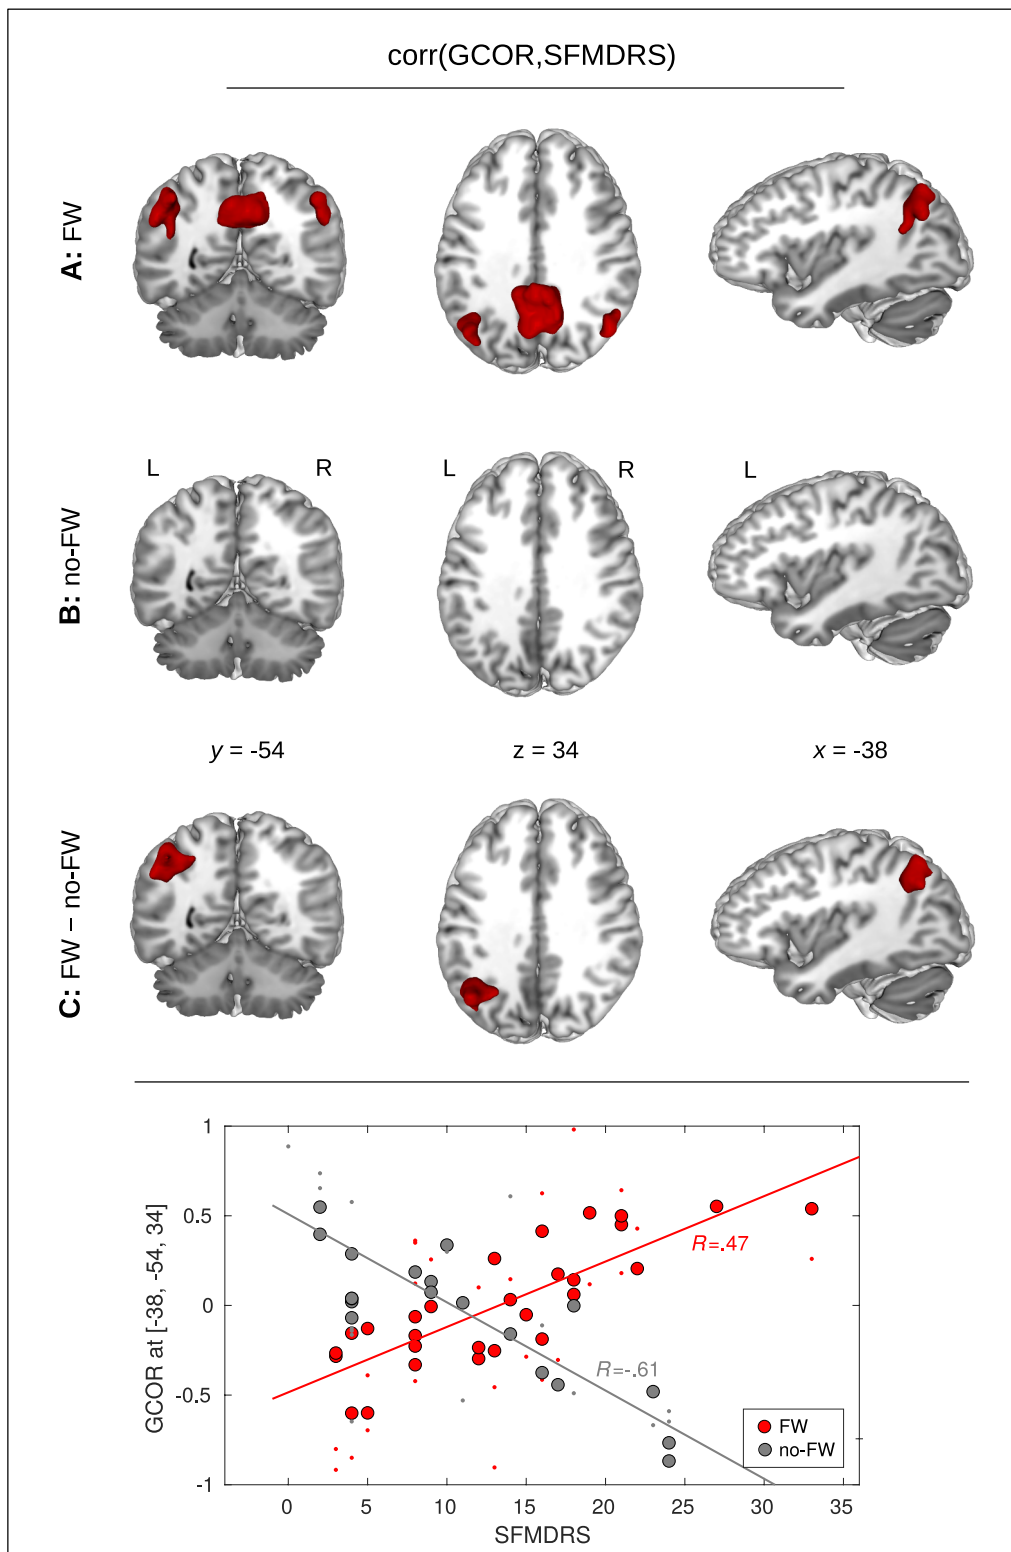 corr(GCOR,SFMDRS)
A: FW
L R L R L
B: no-FW
y = -54 z = 34 x = -38
C: FW – no-FW
1
0.5
0
-0.5
-1
GCOR at [-38, -54, 34]
R=.47
R=-.61
FW
no-FW
0 5 10 15 20 25 30 35
SFMDRS